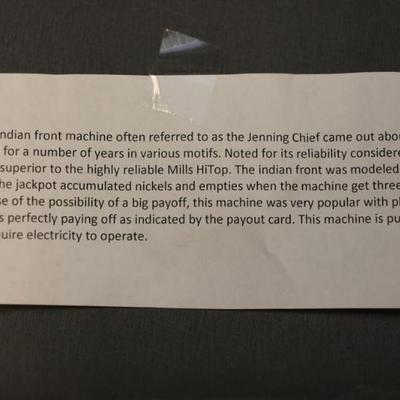 ndian front machine often referred to as the Jenning Chief came out abou
for a number of years in various motifs. Noted for its reliability considere
superior to the highly reliable Mills HiTop. The indian front was modeled
he jackpot accumulated nickels and empties when the machine get three
se of the possibility of a big payoff, this machine was very popular with pl
s perfectly paying off as indicated by the payout card. This machine is pu
uire electricity to operate.